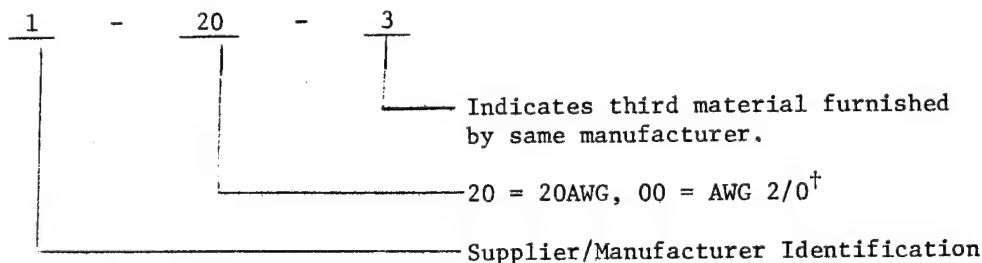 1 - 20 - 3
Indicates third material furnished
by same manufacturer.
20 = 20AWG, 00 = AWG 2/0†
Supplier/Manufacturer Identification